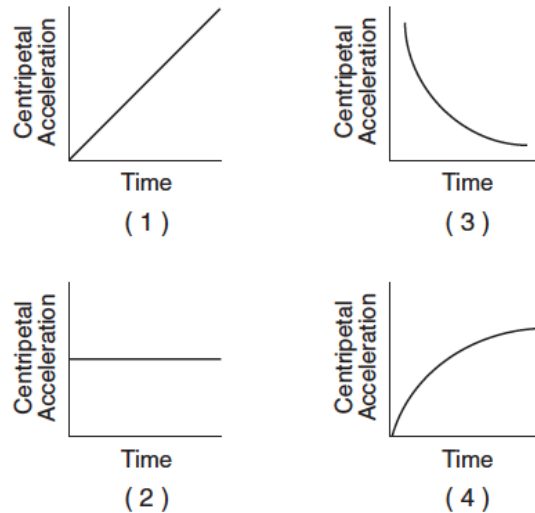 Centripetal
Acceleration
Time
( 1 )
Centripetal
Acceleration
Time
( 3 )
Centripetal
Acceleration
Time
( 2 )
Centripetal
Acceleration
Time
( 4 )